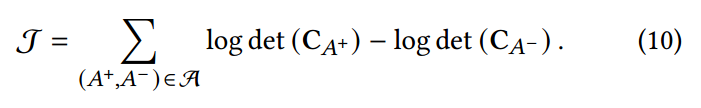 𝒥 = ∑_{(A⁺,A⁻)∈𝒜} log det (C_{A⁺}) − log det (C_{A⁻}) . (10)